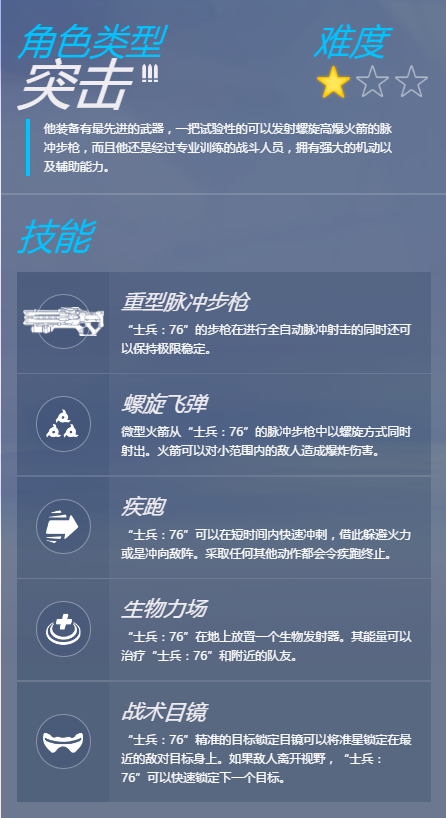 角色类型
难度
突击
他装备有最先进的武器，一把试验性的可以发射螺旋高爆火箭的脉
冲步枪，而且他还是经过专业训练的战斗人员，拥有强大的机动以
及辅助能力。
技能
重型脉冲步枪
“士兵：76”的步枪在进行全自动脉冲射击的同时还可
以保持极限稳定。
螺旋飞弹
微型火箭从“士兵：76”的脉冲步枪中以螺旋方式同时
射出。火箭可以对小范围内的敌人造成爆炸伤害。
疾跑
“士兵：76”可以在短时间内快速冲刺，借此躲避火力
或是冲向敌阵。采取任何其他动作都会令疾跑终止。
生物力场
“士兵：76”在地上放置一个生物发射器。其能量可以
治疗“士兵：76”和附近的队友。
战术目镜
“士兵：76”精准的目标锁定目镜可以将准星锁定在最
近的敌对目标身上。如果敌人离开视野，“士兵：
76”可以快速锁定下一个目标。